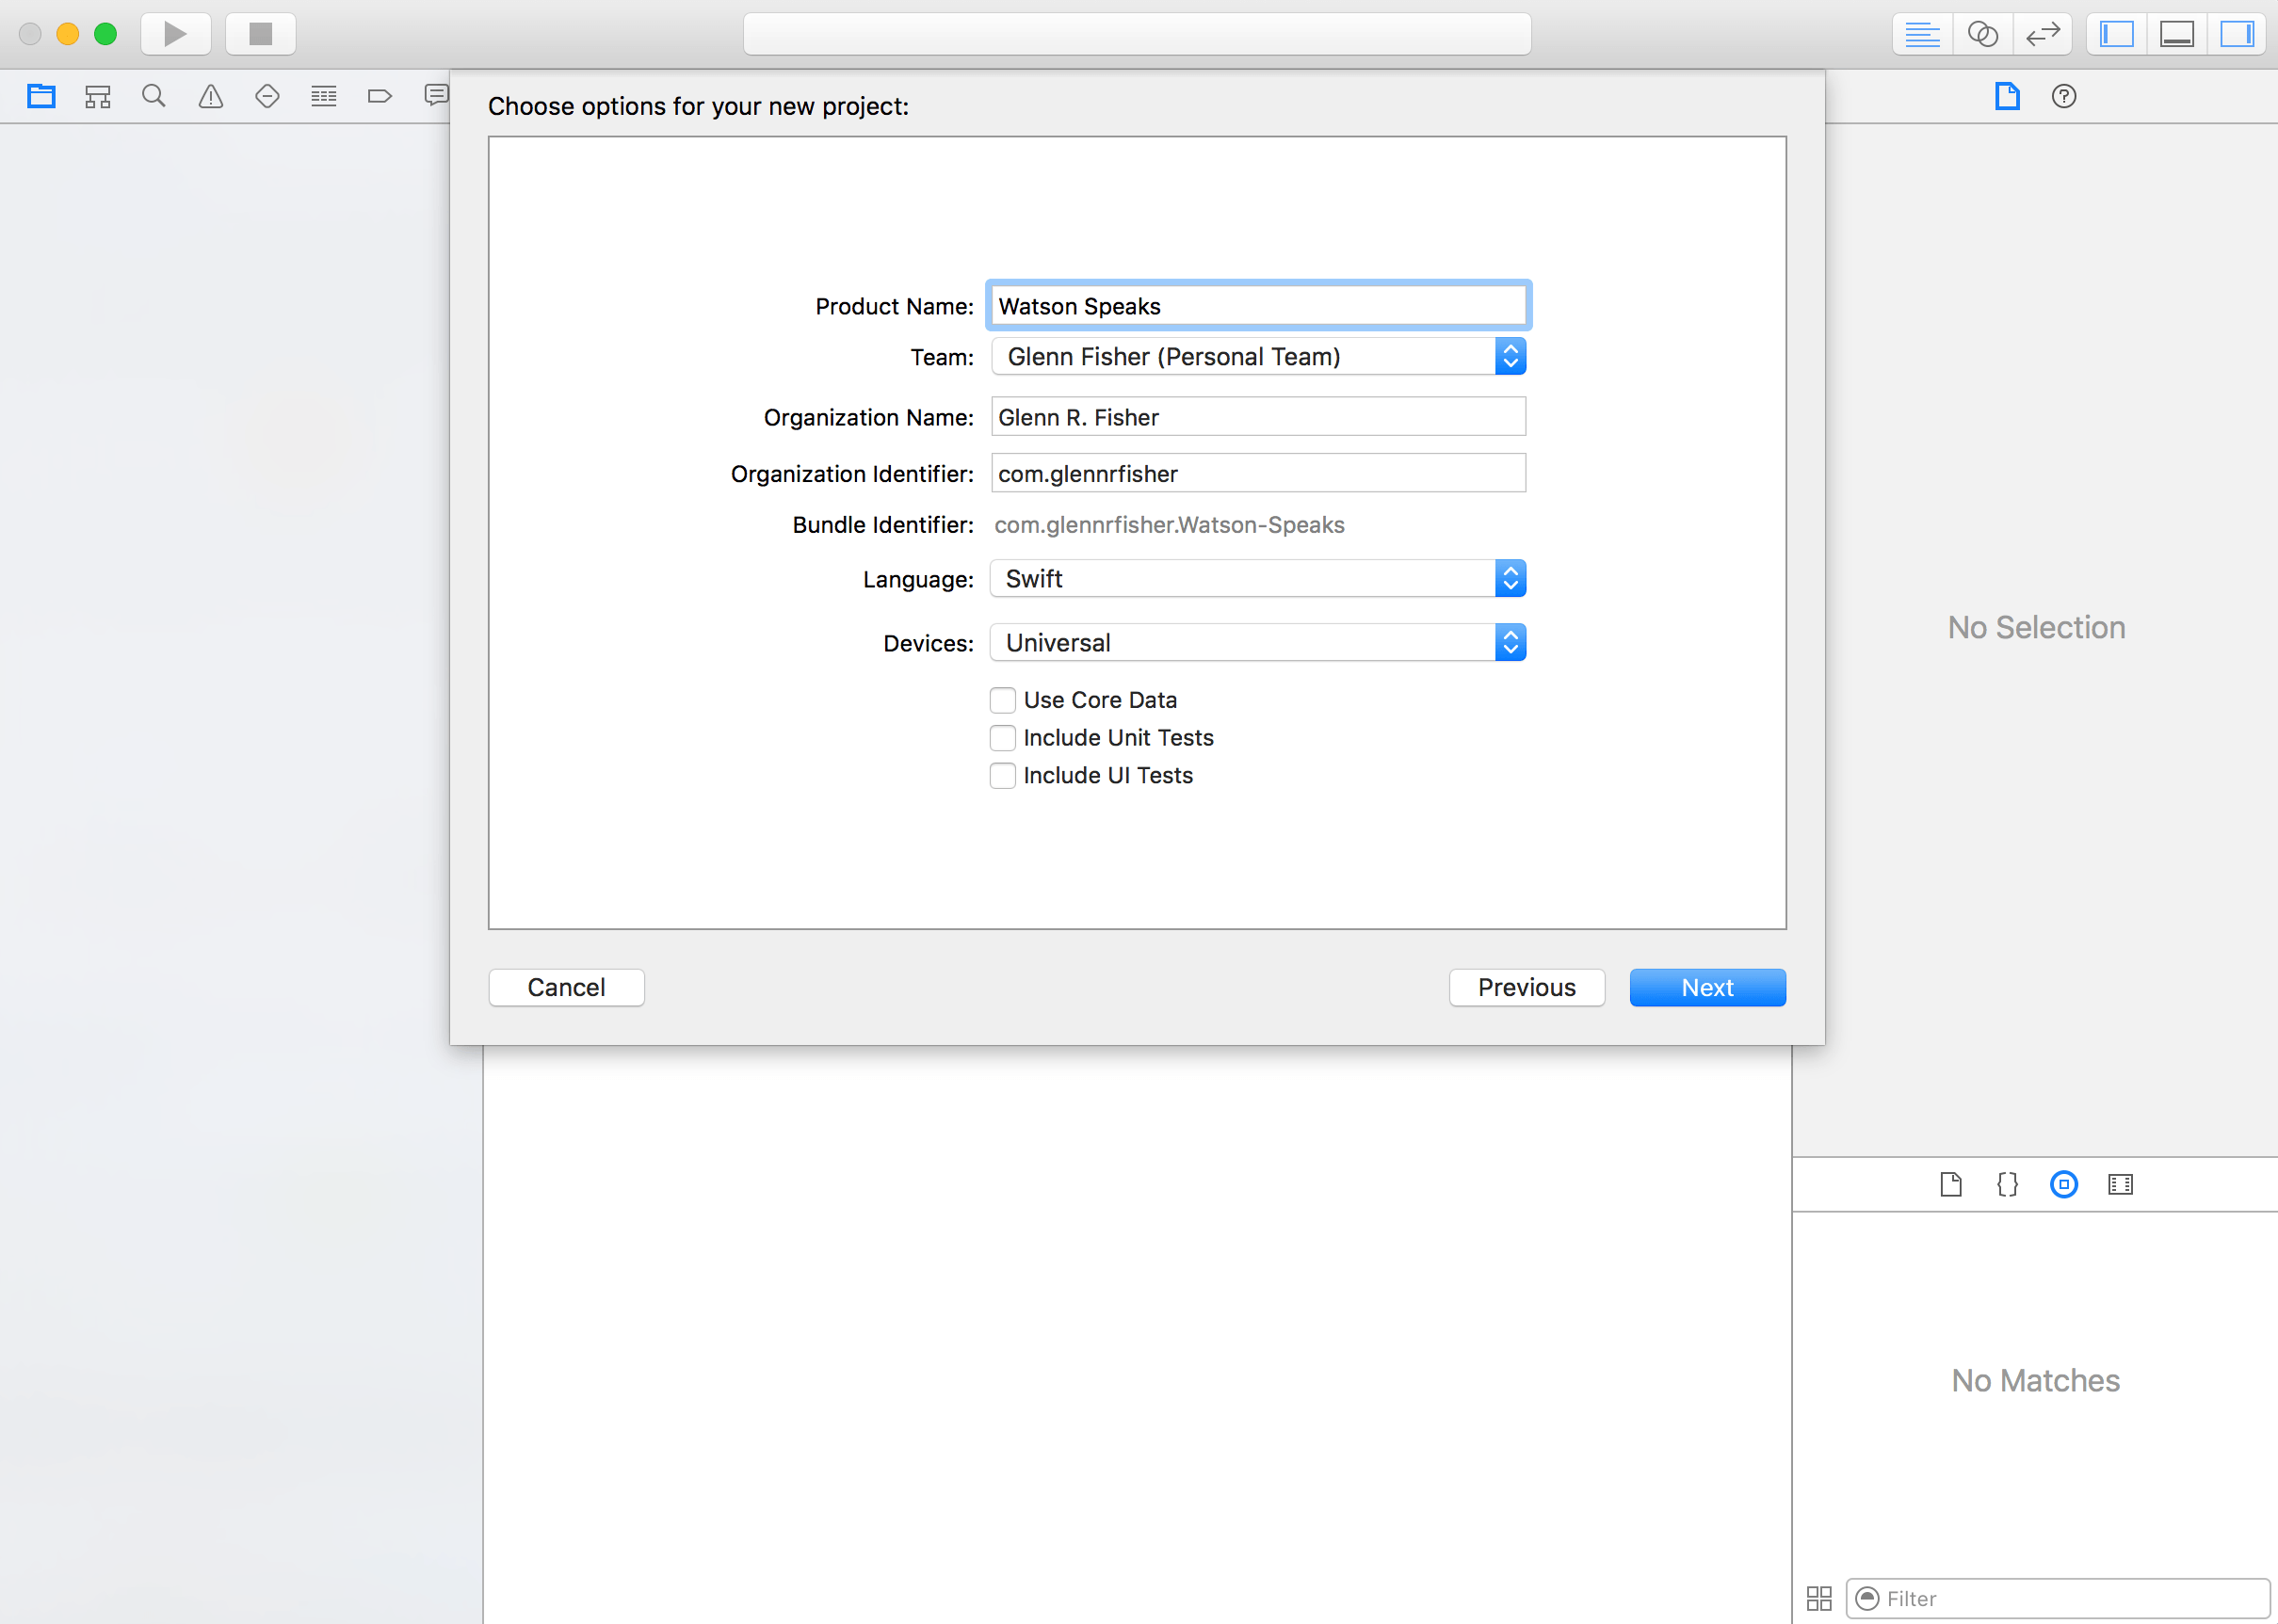 Choose options for your new project:
Product Name: Watson Speaks
Team: Glenn Fisher (Personal Team)
Organization Name: Glenn R. Fisher
Organization Identifier: com.glennrfisher
Bundle Identifier: com.glennrfisher.Watson-Speaks
Language: Swift
Devices: Universal
Use Core Data
Include Unit Tests
Include UI Tests
Cancel
Previous
Next
No Selection
No Matches
Filter